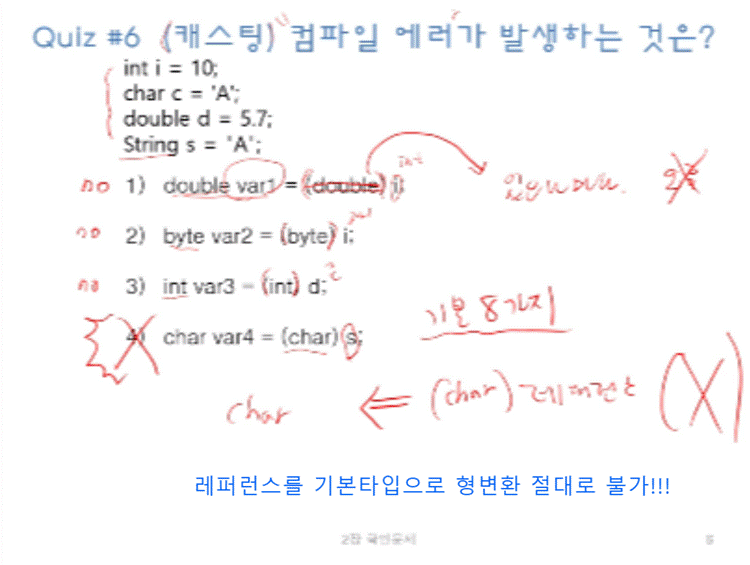 Quiz #6 (캐스팅) 컴파일 에러가 발생하는 것은?
int i = 10;
char c = 'A';
double d = 5.7;
String s = 'A';
no 1) double var1 = (double) i; int
no 2) byte var2 = (byte) i; int
no 3) int var3 = (int) d;
4) char var4 = (char) s;
기본 8가지
char ⇐ (char) 레퍼런스 (X)
레퍼런스를 기본타입으로 형변환 절대로 불가!!!
2장 확인문제